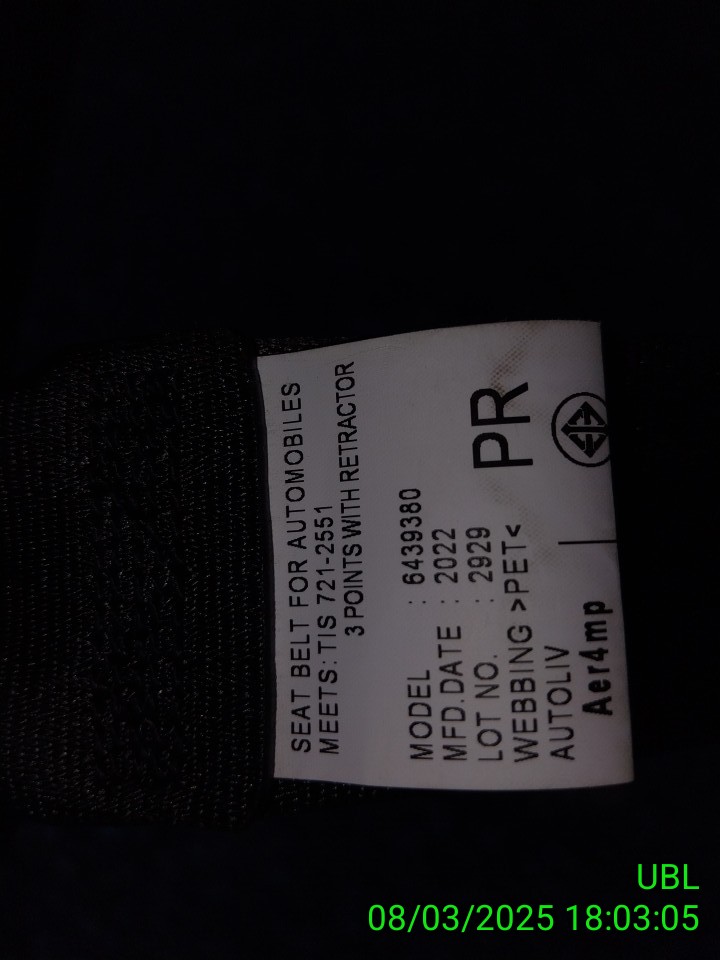 SEAT BELT FOR AUTOMOBILES
MEETS: TIS 721-2551
3 POINTS WITH RETRACTOR
MODEL : 6439380
MFD.DATE : 2022
LOT NO. : 2929
WEBBING >PET<
AUTOLIV
Aer4mp
PR
UBL
08/03/2025 18:03:05